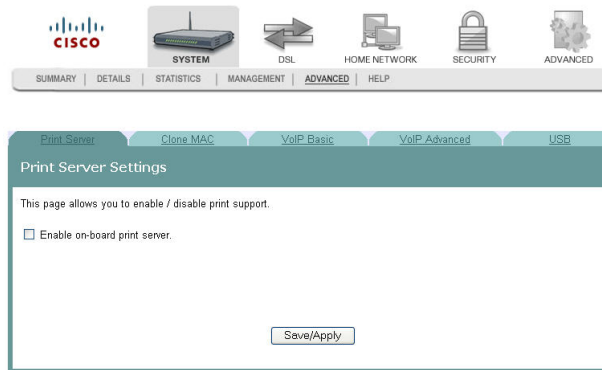 CISCO
SYSTEM DSL HOME NETWORK SECURITY ADVANCED
SUMMARY | DETAILS | STATISTICS | MANAGEMENT | ADVANCED | HELP
Print Server Clone MAC VoIP Basic VoIP Advanced USB
Print Server Settings
This page allows you to enable / disable print support.
Enable on-board print server.
Save/Apply